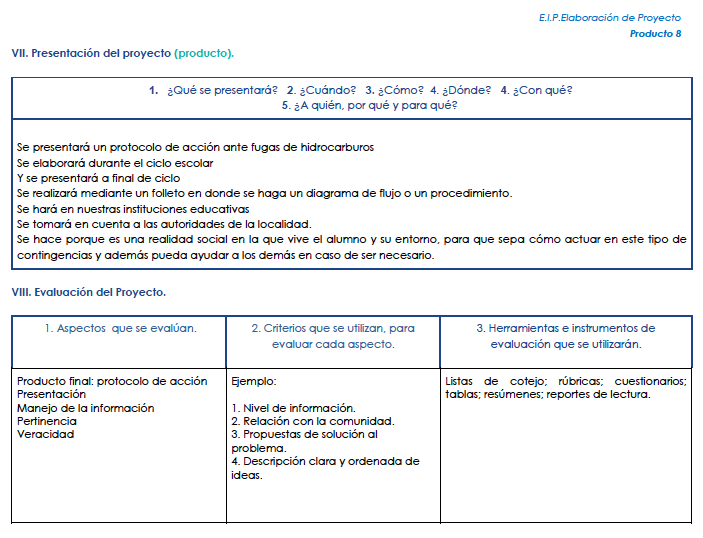 E.I.P.Elaboración de Proyecto
Producto 8
VII. Presentación del proyecto (producto).
1. ¿Qué se presentará? 2. ¿Cuándo? 3. ¿Cómo? 4. ¿Dónde? 4. ¿Con qué?
5. ¿A quién, por qué y para qué?
Se presentará un protocolo de acción ante fugas de hidrocarburos
Se elaborará durante el ciclo escolar
Y se presentará a final de ciclo
Se realizará mediante un folleto en donde se haga un diagrama de flujo o un procedimiento.
Se hará en nuestras instituciones educativas
Se tomará en cuenta a las autoridades de la localidad.
Se hace porque es una realidad social en la que vive el alumno y su entorno, para que sepa cómo actuar en este tipo de
contingencias y además pueda ayudar a los demás en caso de ser necesario.
VIII. Evaluación del Proyecto.
1. Aspectos que se evalúan.
2. Criterios que se utilizan, para
evaluar cada aspecto.
3. Herramientas e instrumentos de
evaluación que se utilizarán.
Producto final: protocolo de acción
Presentación
Manejo de la información
Pertinencia
Veracidad
Ejemplo:
1. Nivel de información.
2. Relación con la comunidad.
3. Propuestas de solución al
problema.
4. Descripción clara y ordenada de
ideas.
Listas de cotejo; rúbricas; cuestionarios;
tablas; resúmenes; reportes de lectura.